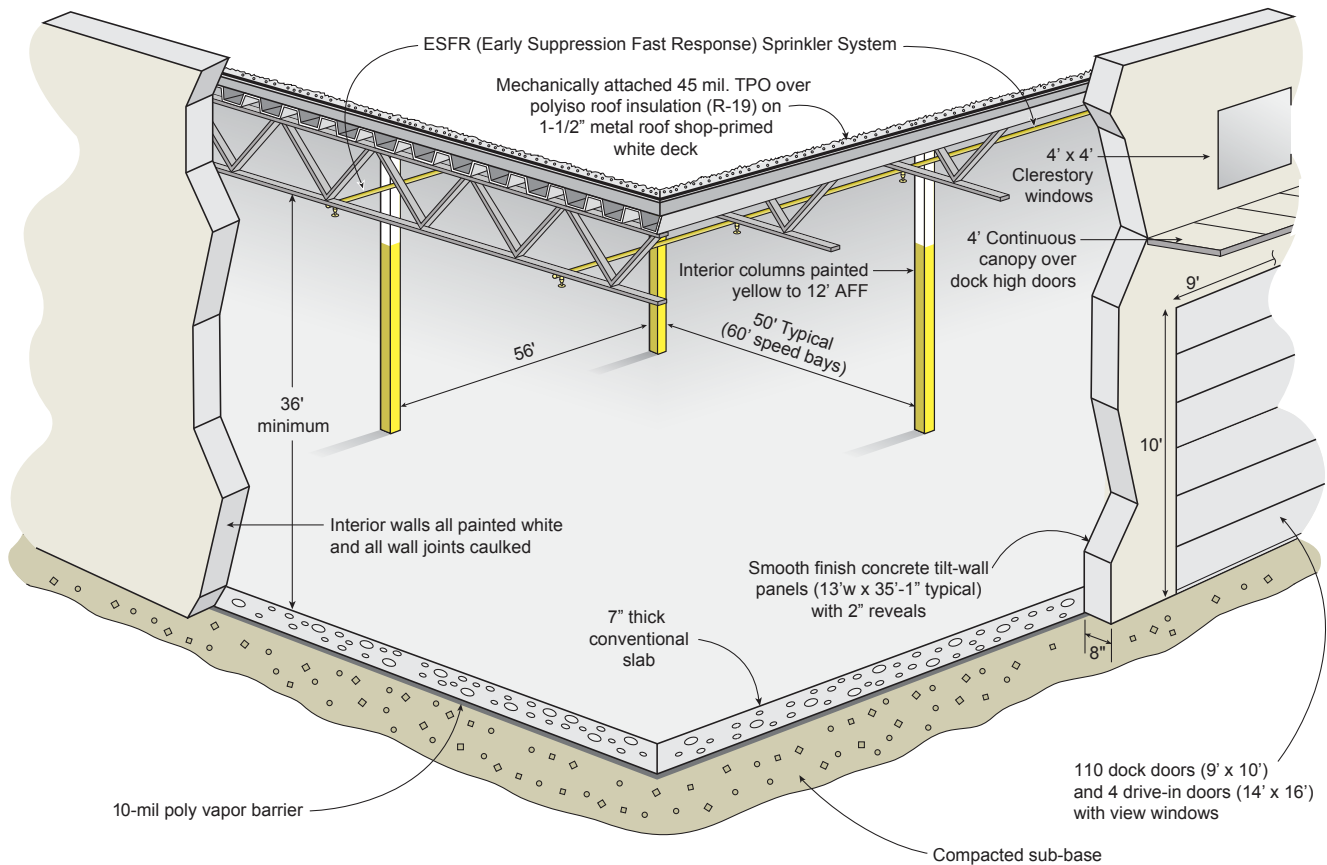 ESFR (Early Suppression Fast Response) Sprinkler System
Mechanically attached 45 mil. TPO over
polyiso roof insulation (R-19) on
1-1/2” metal roof shop-primed
white deck
4’ x 4’
Clerestory
windows
4’ Continuous
canopy over
dock high doors
9'
Interior columns painted
yellow to 12’ AFF
56'
50' Typical
(60’ speed bays)
36'
minimum
10'
Interior walls all painted white
and all wall joints caulked
Smooth finish concrete tilt-wall
panels (13’w x 35’-1” typical)
with 2” reveals
7” thick
conventional
slab
8"
10-mil poly vapor barrier
110 dock doors (9’ x 10’)
and 4 drive-in doors (14’ x 16’)
with view windows
Compacted sub-base